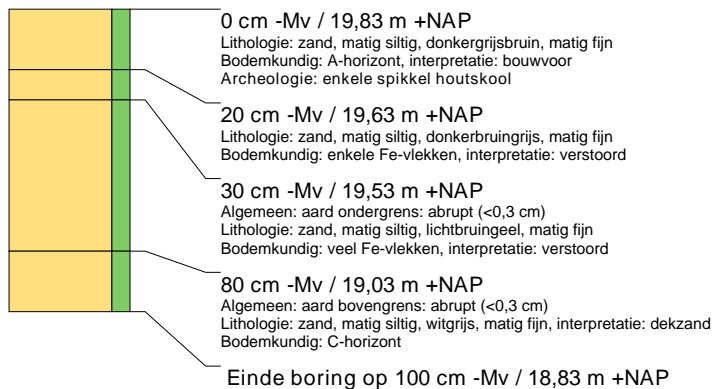 0 cm -Mv / 19,83 m +NAP
Lithologie: zand, matig siltig, donkergrijsbruin, matig fijn
Bodemkundig: A-horizont, interpretatie: bouwvoor
Archeologie: enkele spikkel houtskool
20 cm -Mv / 19,63 m +NAP
Lithologie: zand, matig siltig, donkerbruingrijs, matig fijn
Bodemkundig: enkele Fe-vlekken, interpretatie: verstoord
30 cm -Mv / 19,53 m +NAP
Algemeen: aard ondergrens: abrupt (<0,3 cm)
Lithologie: zand, matig siltig, lichtbruingeel, matig fijn
Bodemkundig: veel Fe-vlekken, interpretatie: verstoord
80 cm -Mv / 19,03 m +NAP
Algemeen: aard bovengrens: abrupt (<0,3 cm)
Lithologie: zand, matig siltig, witgrijs, matig fijn, interpretatie: dekzand
Bodemkundig: C-horizont
Einde boring op 100 cm -Mv / 18,83 m +NAP